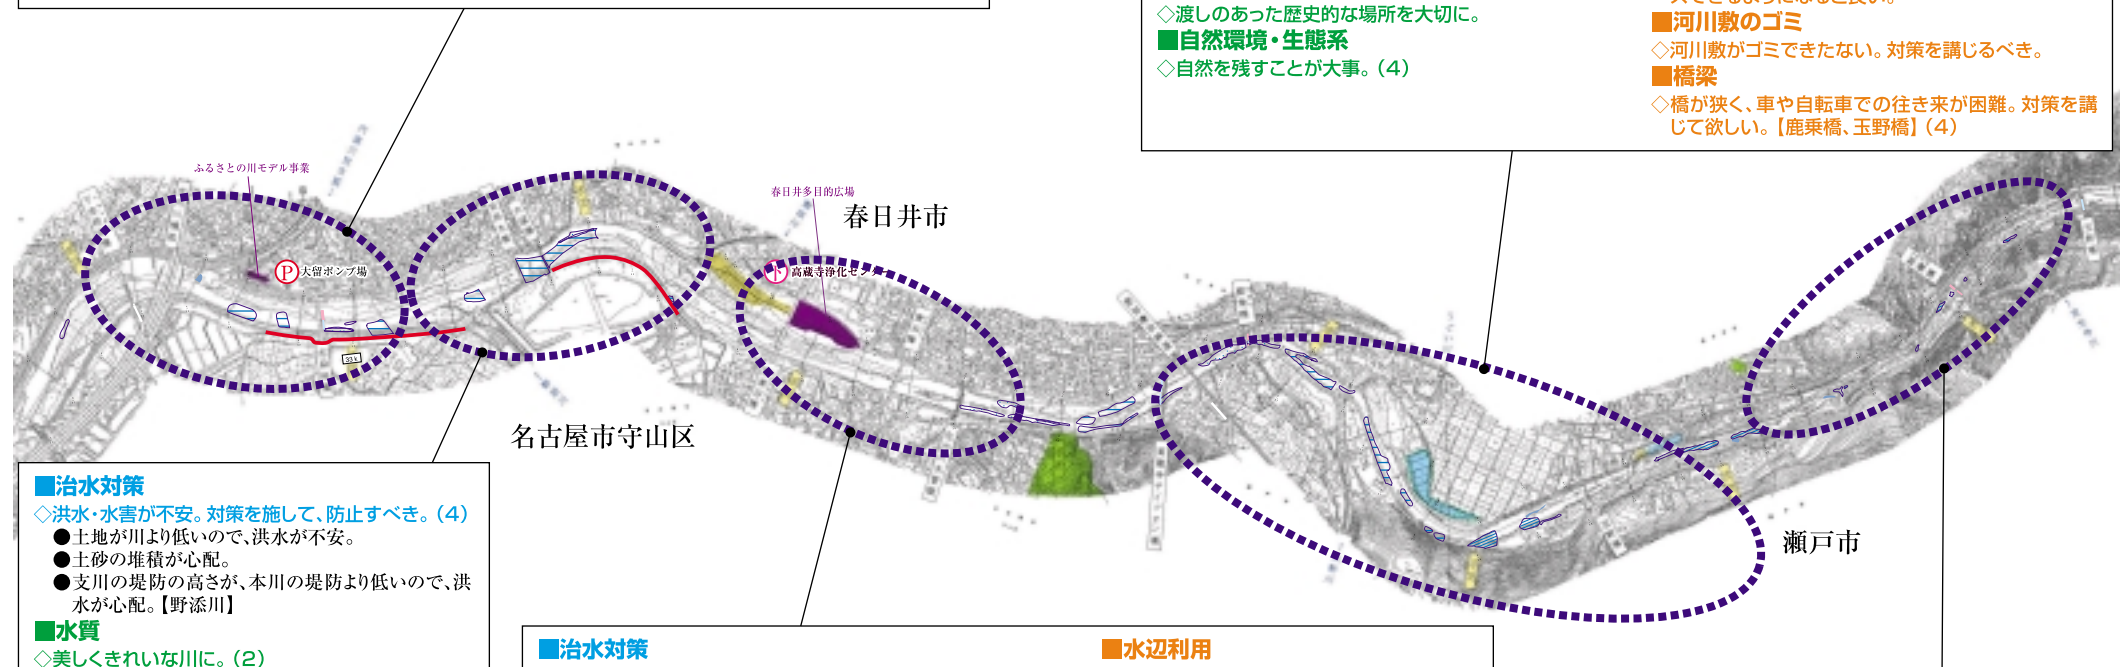 ◇渡しのあった歴史的な場所を大切に。
■自然環境・生態系
◇自然を残すことが大事。（4）
■河川敷のゴミ
◇河川敷がゴミできたない。対策を講じるべき。
■橋梁
◇橋が狭く、車や自転車での往き来が困難。対策を講
じて欲しい。【鹿乗橋、玉野橋】（4）
ふるさとの川モデル事業
春日井多目的広場
春日井市
P 大留ポンプ場
下 高蔵寺浄化センター
33k
名古屋市守山区
瀬戸市
■治水対策
◇洪水・水害が不安。対策を施して、防止すべき。（4）
●土地が川より低いので、洪水が不安。
●土砂の堆積が心配。
●支川の堤防の高さが、本川の堤防より低いので、洪
水が心配。【野添川】
■水質
◇美しくきれいな川に。（2）
■治水対策
■水辺利用